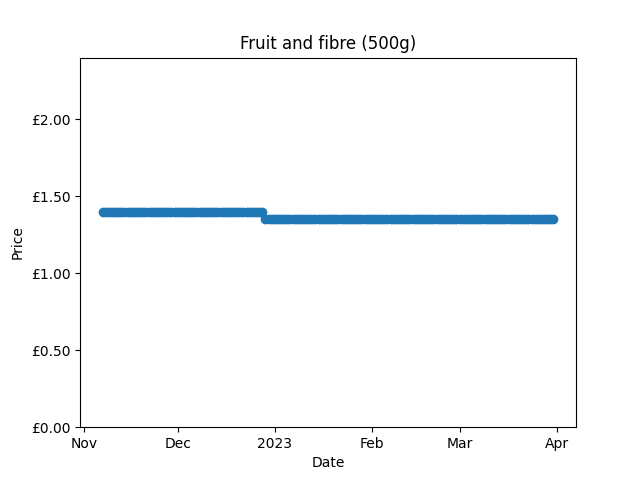 Fruit and fibre (500g)
£2.00
£1.50
£1.00
£0.50
£0.00
Price
Nov Dec 2023 Feb Mar Apr
Date